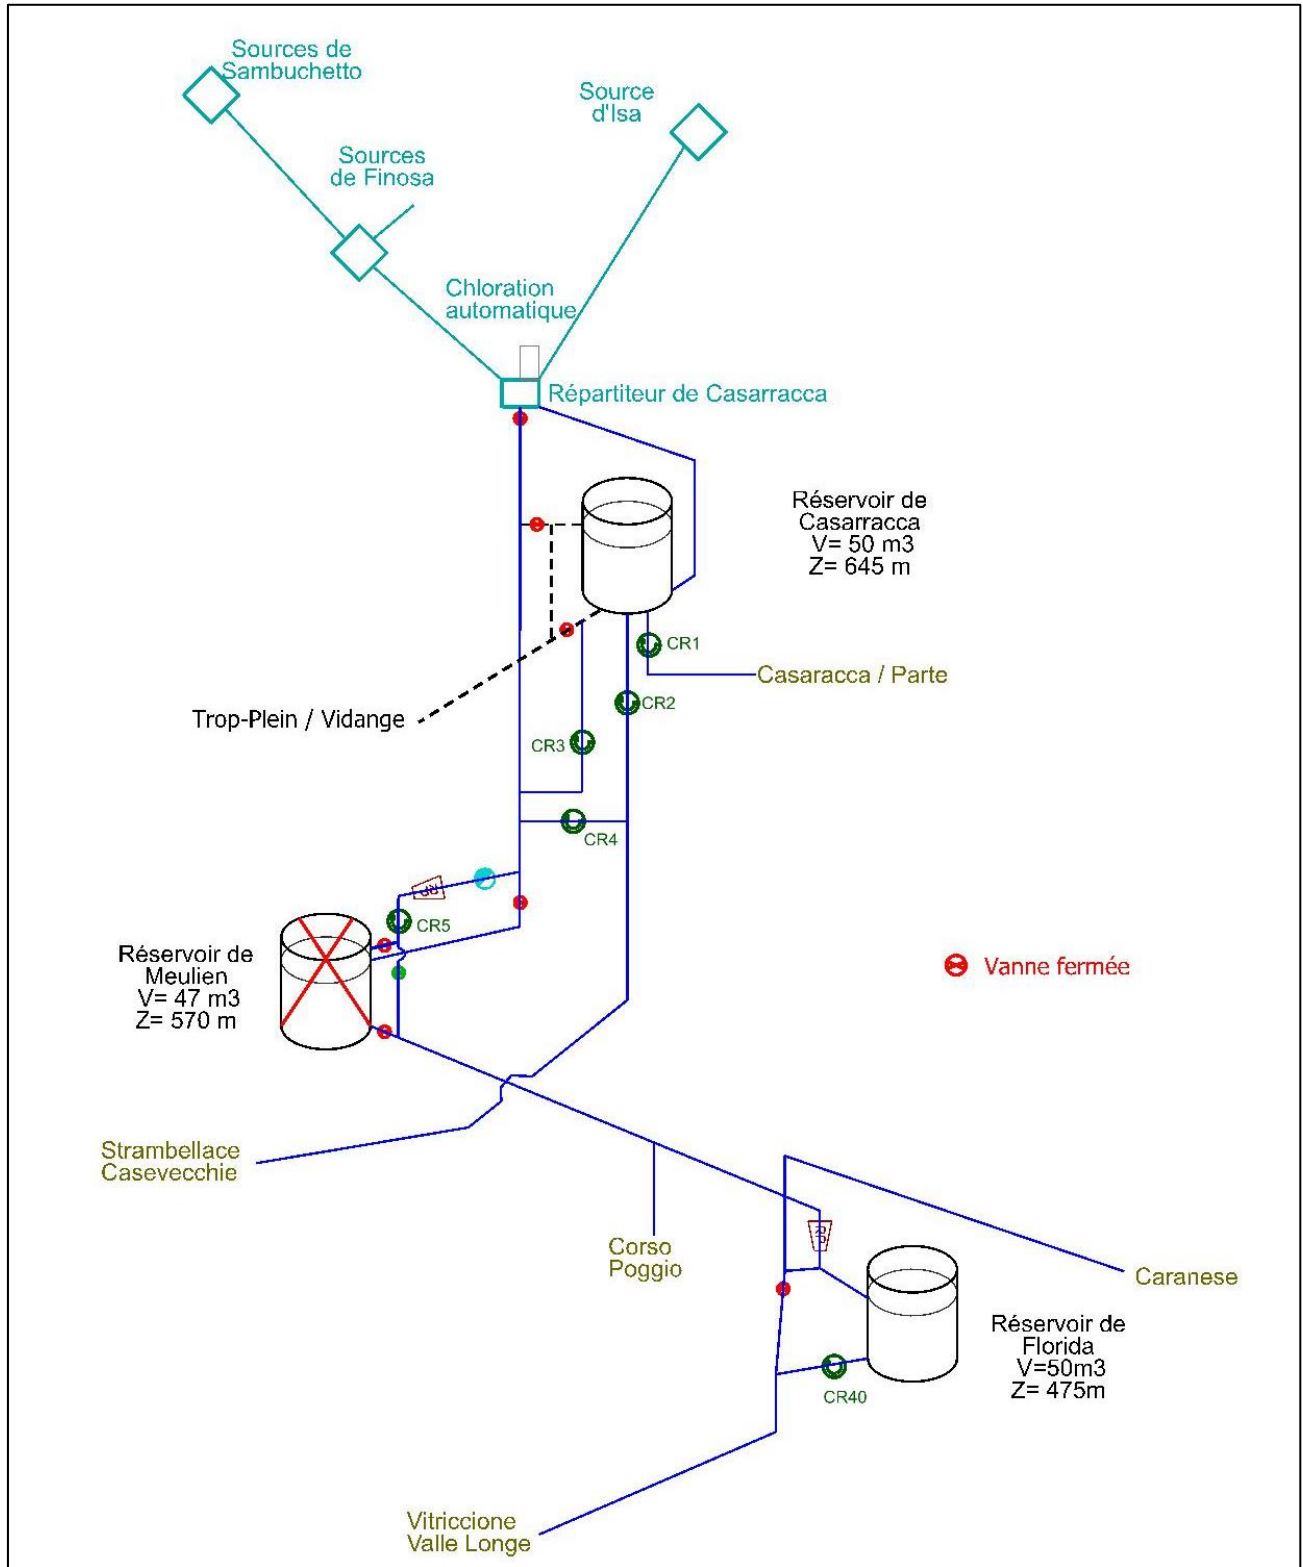 Sources de
Sambuchetto
Source
d'Isa
Sources
de Finosa
Chloration
automatique
Répartiteur de Casarracca
Réservoir de
Casarracca
V= 50 m3
Z= 645 m
CR1
Casaracca / Parte
CR2
Trop-Plein / Vidange
CR3
CR4
CR5
Réservoir de
Meulien
V= 47 m3
Z= 570 m
Vanne fermée
Strambellace
Casevecchie
Corso
Poggio
Caranese
Réservoir de
Florida
V=50m3
Z= 475m
CR40
Vitriccione
Valle Longe